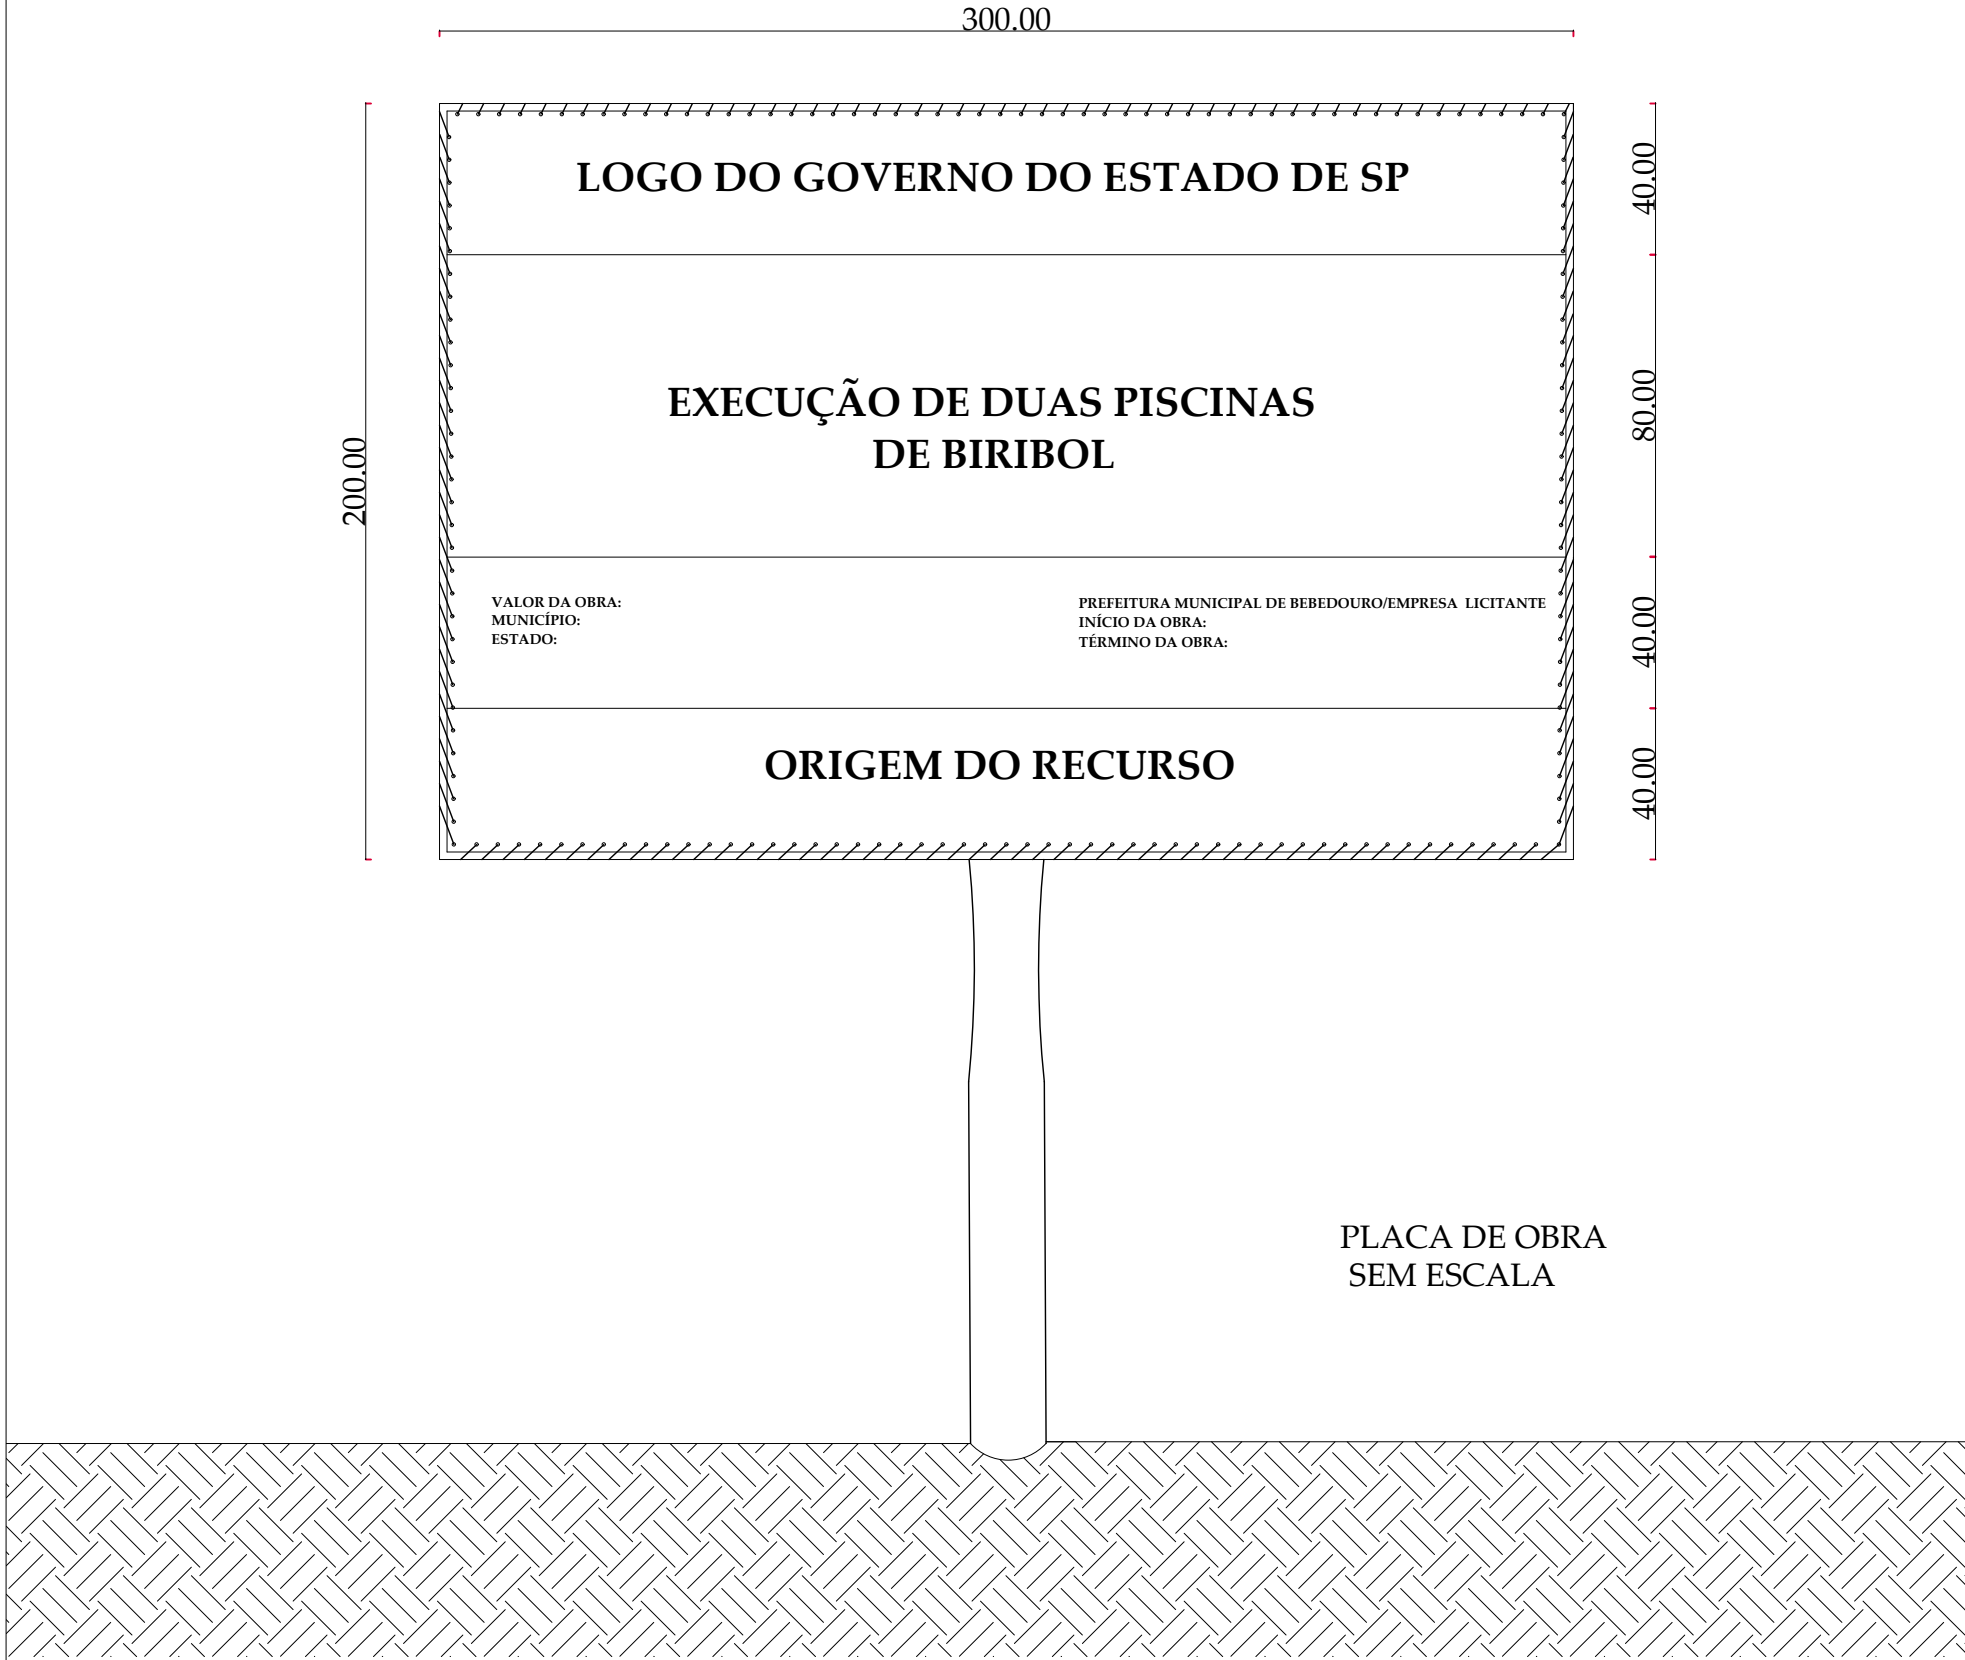 300.00
LOGO DO GOVERNO DO ESTADO DE SP
40.00
EXECUÇÃO DE DUAS PISCINAS
DE BIRIBOL
80.00
200.00
VALOR DA OBRA:
MUNICÍPIO:
ESTADO:
PREFEITURA MUNICIPAL DE BEBEDOURO/EMPRESA LICITANTE
INÍCIO DA OBRA:
TÉRMINO DA OBRA:
40.00
ORIGEM DO RECURSO
40.00
PLACA DE OBRA
SEM ESCALA